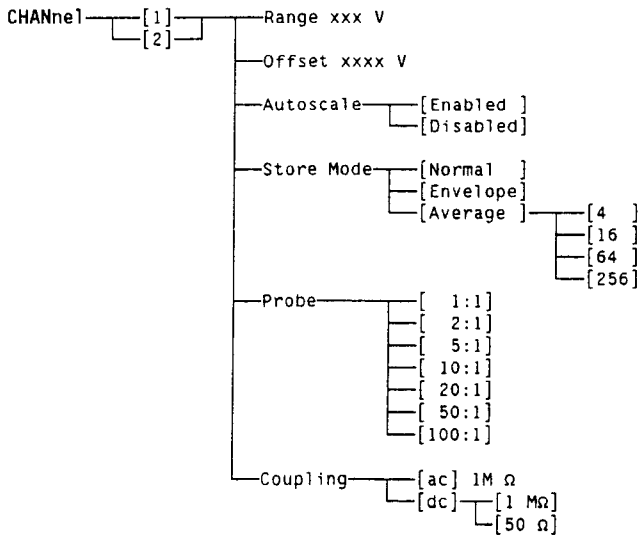 CHANnel [1] Range xxx V
[2]
Offset xxxx V
Autoscale [Enabled ]
[Disabled]
Store Mode [Normal ]
[Envelope]
[Average ] [4 ]
[16 ]
[64 ]
[256]
Probe [ 1:1]
[ 2:1]
[ 5:1]
[ 10:1]
[ 20:1]
[ 50:1]
[100:1]
Coupling [ac] 1M Ω
[dc] [1 MΩ]
[50 Ω]